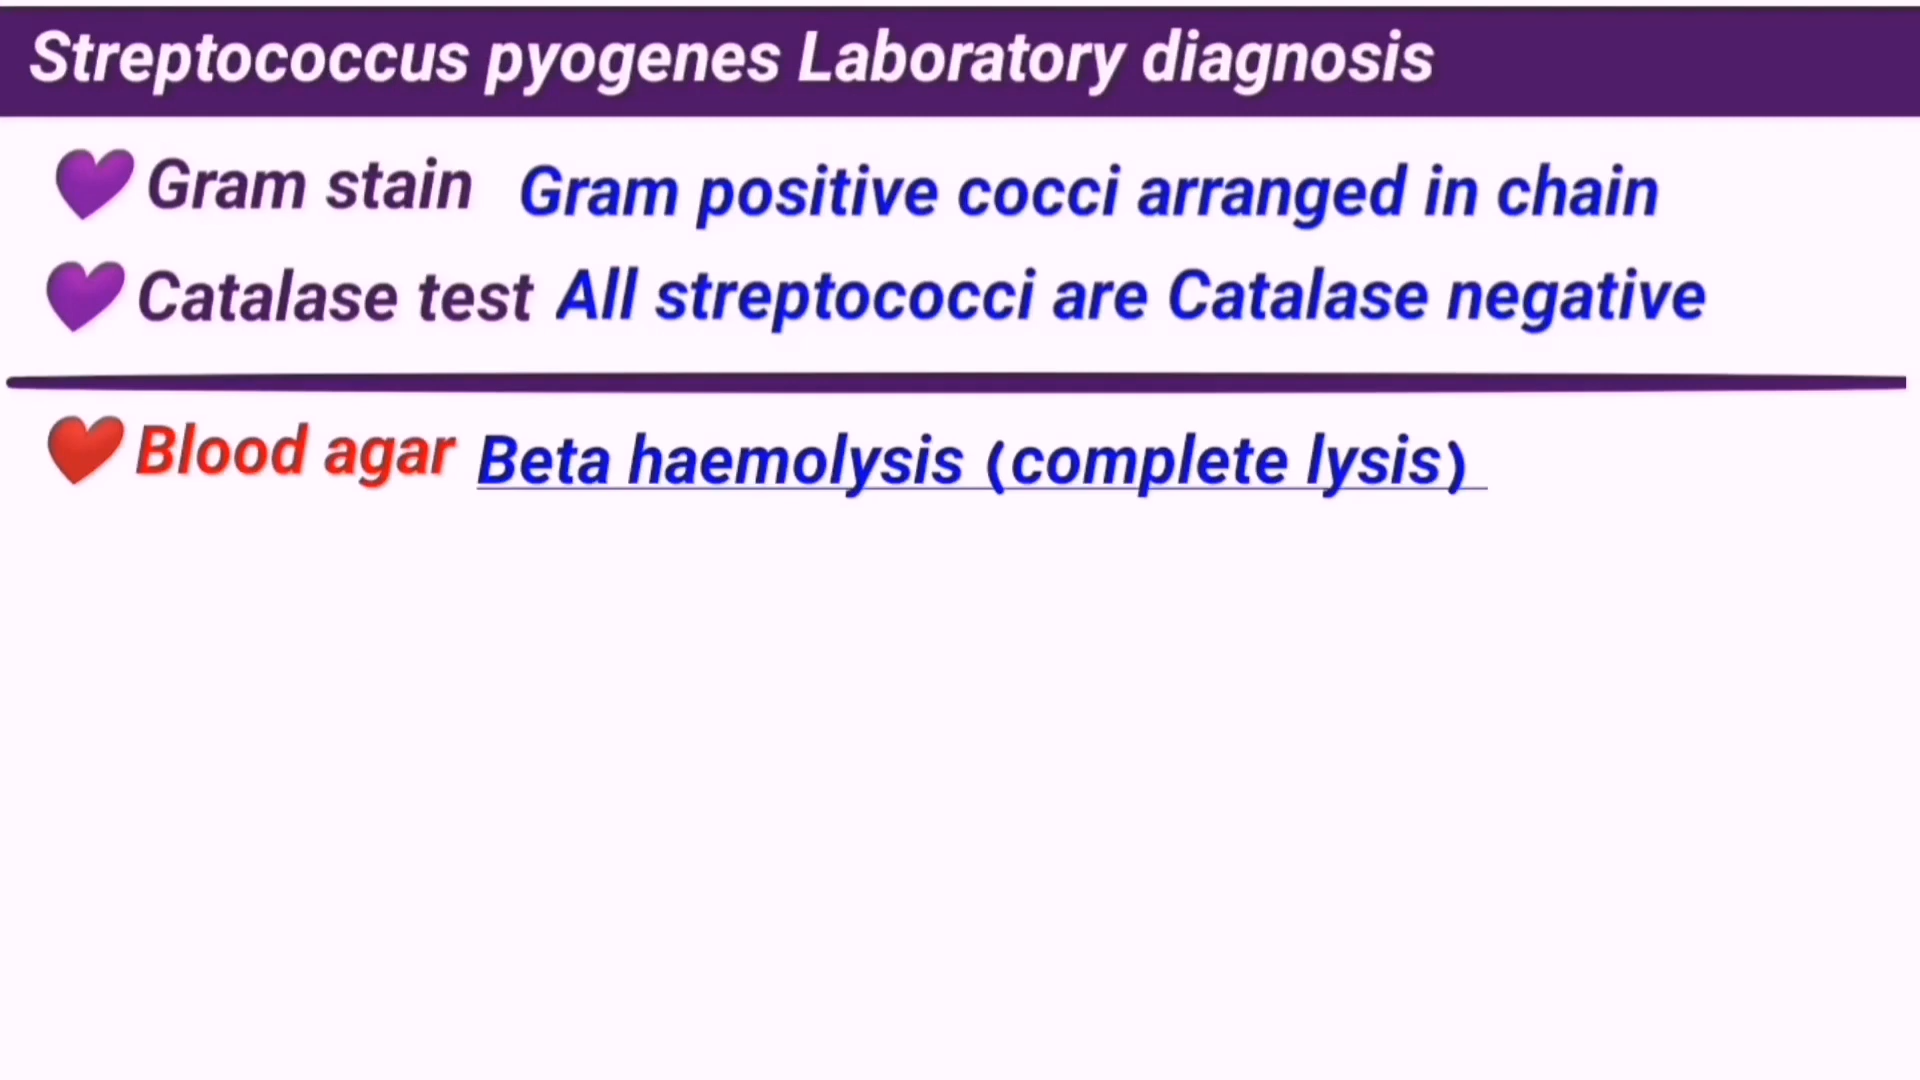 Streptococcus pyogenes Laboratory diagnosis
💜 Gram stain Gram positive cocci arranged in chain
💜 Catalase test All streptococci are Catalase negative
❤️ Blood agar Beta haemolysis (complete lysis)